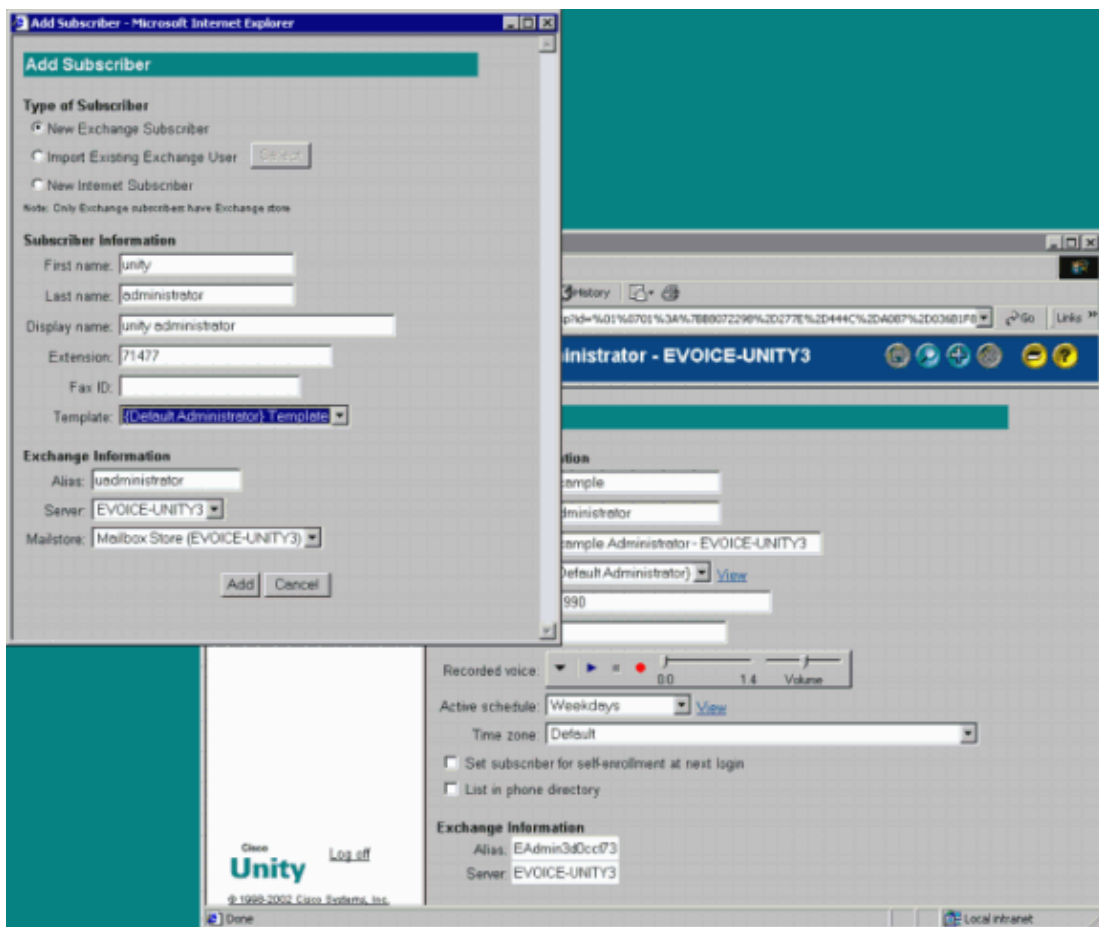 Add Subscriber - Microsoft Internet Explorer
Add Subscriber
Type of Subscriber
New Exchange Subscriber
Import Existing Exchange User Select
New Internet Subscriber
Note: Only Exchange subscribers have Exchange store
Subscriber Information
First name: unity
Last name: administrator
Display name: unity administrator
Extension: 71477
Fax ID:
Template: {Default Administrator} Template
Exchange Information
Alias: uadministrator
Server: EVOICE-UNITY3
Mailstore: Mailbox Store (EVOICE-UNITY3)
Add Cancel
History
Go Links »
inistrator - EVOICE-UNITY3
ation
ample
dministrator
ample Administrator - EVOICE-UNITY3
Default Administrator} View
990
Recorded voice: 0.0 1.4 Volume
Active schedule: Weekdays View
Time zone: Default
Set subscriber for self-enrollment at next login
List in phone directory
Exchange Information
Alias: EAdmin3d0ccf73
Server: EVOICE-UNITY3
Cisco
Unity Log off
© 1998-2002 Cisco Systems, Inc.
Done Local intranet